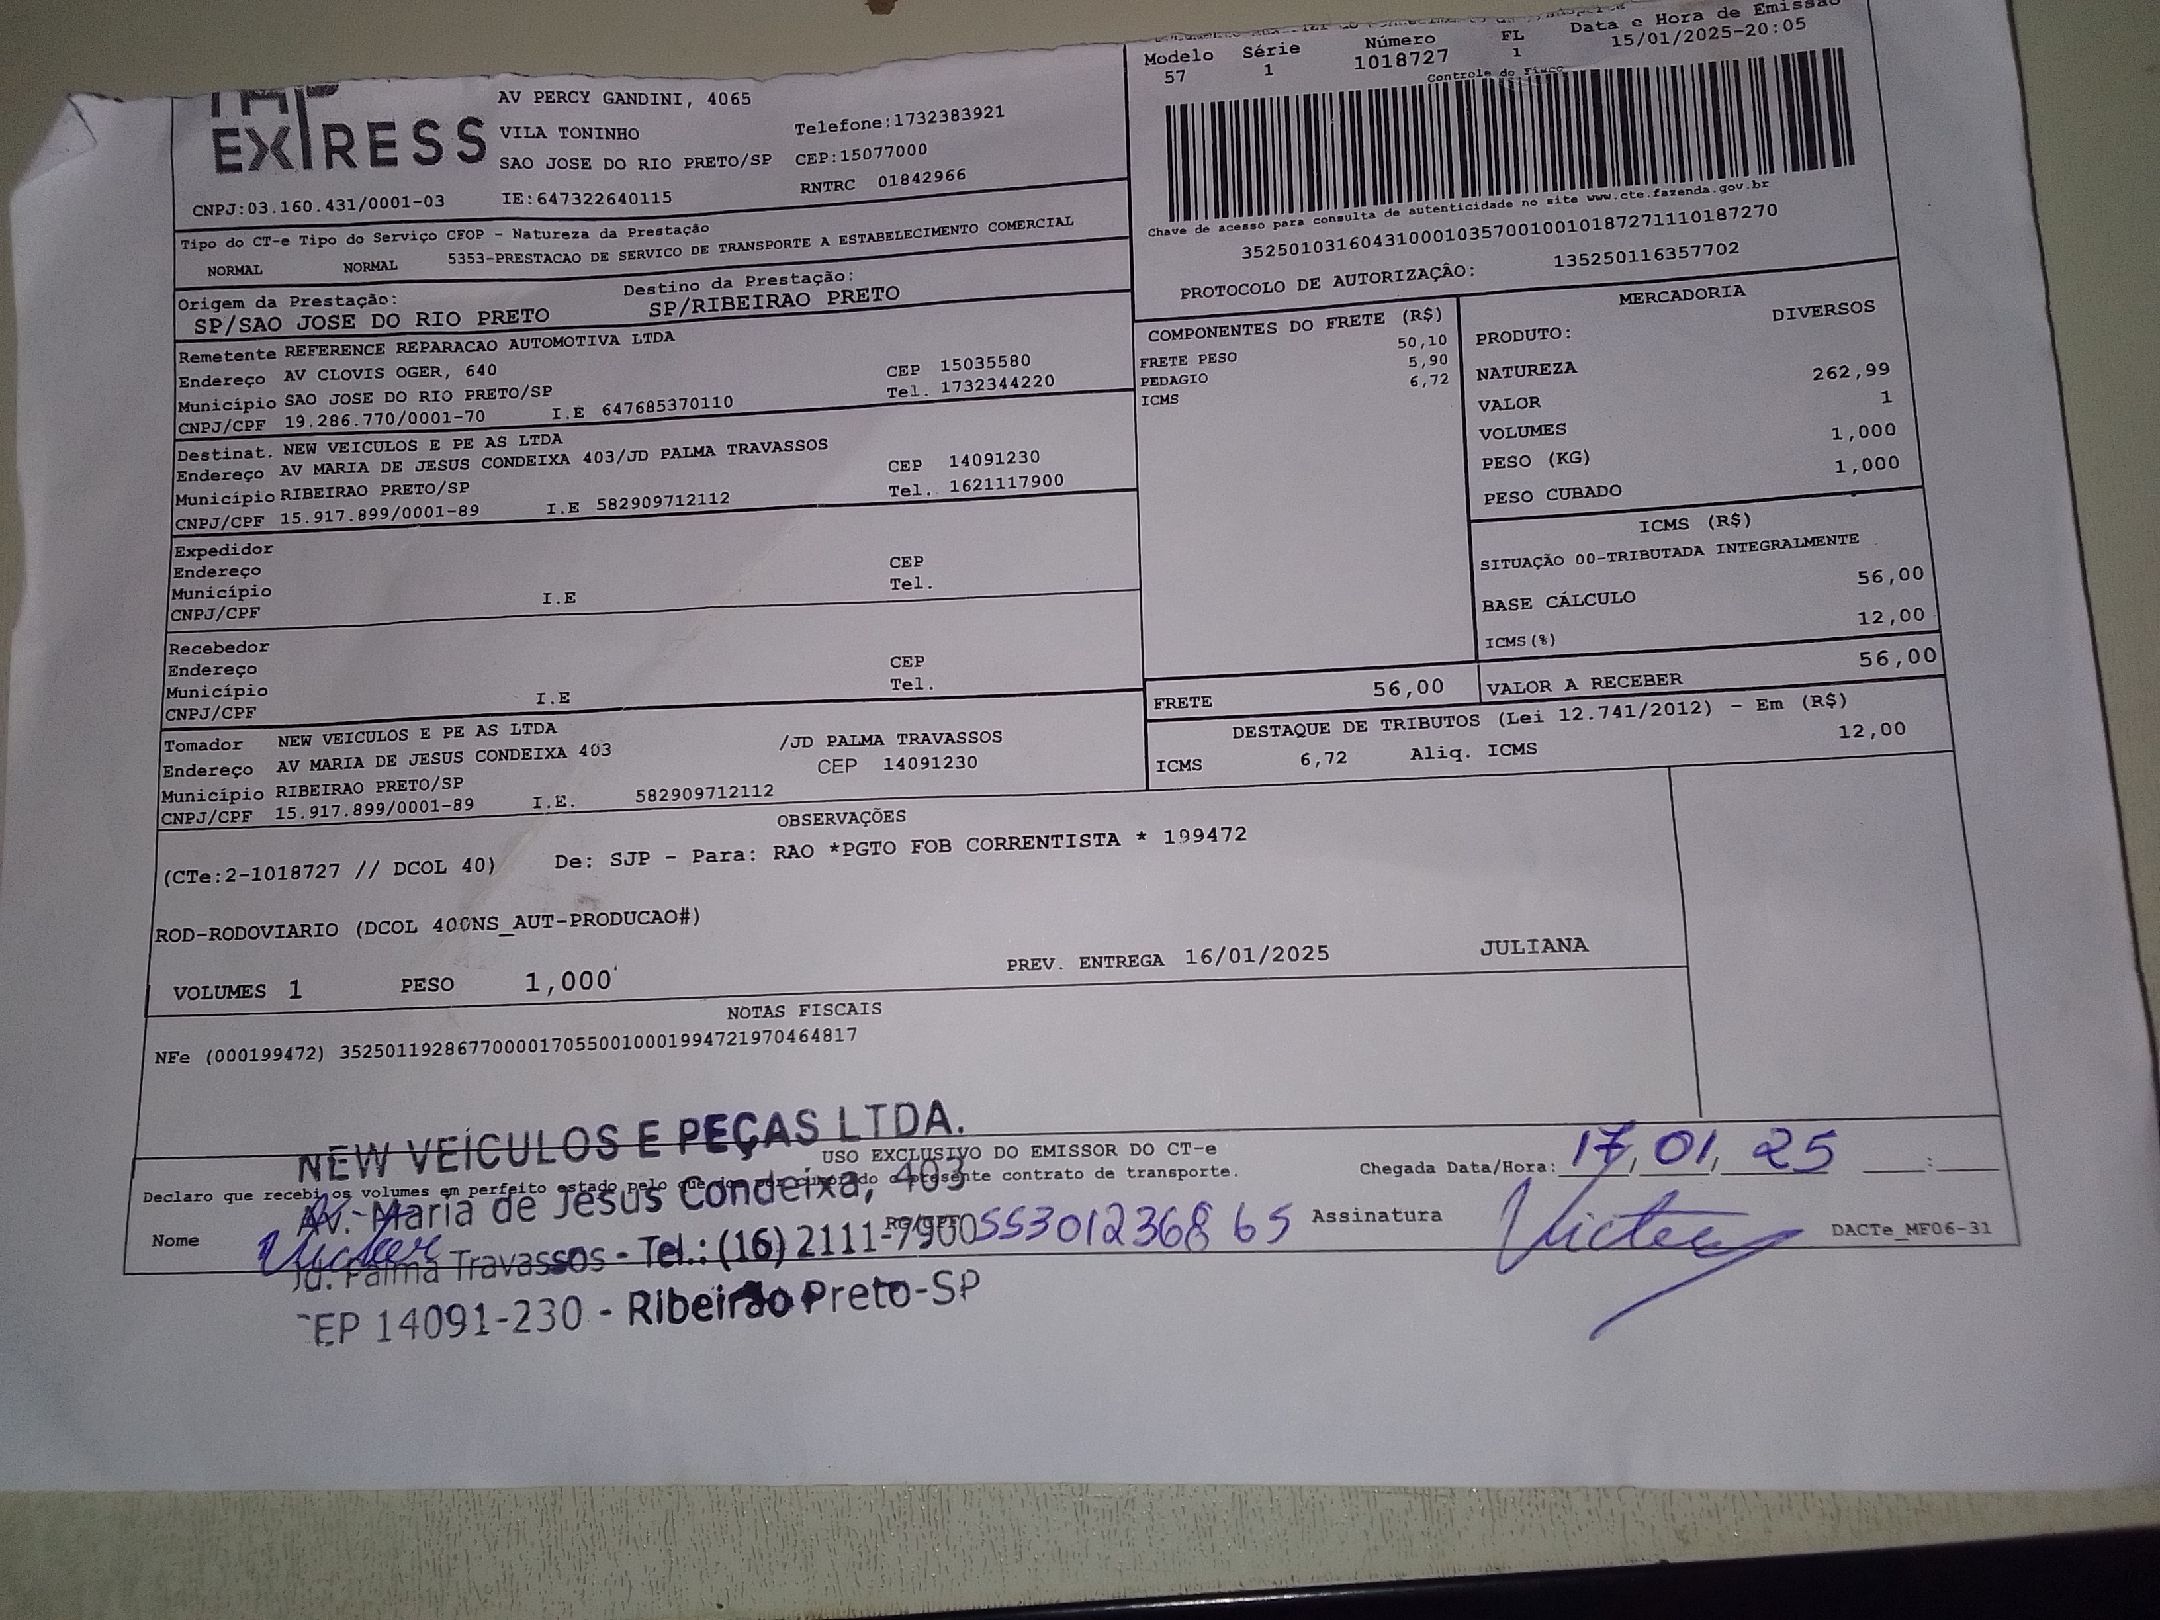 EXPRESS
AV PERCY GANDINI, 4065
VILA TONINHO
Telefone:1732383921
SAO JOSE DO RIO PRETO/SP CEP:15077000
CNPJ:03.160.431/0001-03 IE:647322640115 RNTRC 01842966
Tipo do CT-e Tipo do Serviço CFOP - Natureza da Prestação
NORMAL NORMAL 5353-PRESTACAO DE SERVICO DE TRANSPORTE A ESTABELECIMENTO COMERCIAL
Origem da Prestação: Destino da Prestação:
SP/SAO JOSE DO RIO PRETO SP/RIBEIRAO PRETO
Modelo Série Número FL Data e Hora de Emissão
57 1 1018727 1 15/01/2025-20:05
Controle do Fisco
Chave de acesso para consulta de autenticidade no site www.cte.fazenda.gov.br
35250103160431000103570010010187271110187270
PROTOCOLO DE AUTORIZAÇÂO: 135250116357702
Remetente REFERENCE REPARACAO AUTOMOTIVA LTDA
Endereço AV CLOVIS OGER, 640 CEP 15035580
Município SAO JOSE DO RIO PRETO/SP Tel. 1732344220
CNPJ/CPF 19.286.770/0001-70 I.E 647685370110
Destinat. NEW VEICULOS E PE AS LTDA
Endereço AV MARIA DE JESUS CONDEIXA 403/JD PALMA TRAVASSOS CEP 14091230
Município RIBEIRAO PRETO/SP Tel. 1621117900
CNPJ/CPF 15.917.899/0001-89 I.E 582909712112
Expedidor
Endereço CEP
Município Tel.
CNPJ/CPF I.E
Recebedor
Endereço CEP
Município Tel.
CNPJ/CPF I.E
Tomador NEW VEICULOS E PE AS LTDA
Endereço AV MARIA DE JESUS CONDEIXA 403 /JD PALMA TRAVASSOS
Município RIBEIRAO PRETO/SP CEP 14091230
CNPJ/CPF 15.917.899/0001-89 I.E. 582909712112
COMPONENTES DO FRETE (R$)
FRETE PESO 50,10
PEDAGIO 5,90
ICMS 6,72
MERCADORIA
PRODUTO: DIVERSOS
NATUREZA
VALOR 262,99
VOLUMES 1
PESO (KG) 1,000
PESO CUBADO 1,000
ICMS (R$)
SITUAÇÃO 00-TRIBUTADA INTEGRALMENTE
BASE CÁLCULO 56,00
ICMS(%) 12,00
FRETE 56,00 VALOR A RECEBER 56,00
DESTAQUE DE TRIBUTOS (Lei 12.741/2012) - Em (R$)
ICMS 6,72 Aliq. ICMS 12,00
OBSERVAÇÕES
(CTe:2-1018727 // DCOL 40) De: SJP - Para: RAO *PGTO FOB CORRENTISTA * 199472
ROD-RODOVIARIO (DCOL 400NS_AUT-PRODUCAO#)
VOLUMES 1 PESO 1,000 PREV. ENTREGA 16/01/2025 JULIANA
NOTAS FISCAIS
NFe (000199472) 35250119286770000170550010001994721970464817
NEW VEÍCULOS E PEÇAS LTDA.
USO EXCLUSIVO DO EMISSOR DO CT-e
Declaro que recebi os volumes em perfeito estado pelo que dou por cumprido o presente contrato de transporte.
Chegada Data/Hora: 17, 01, 25 :
Av. Maria de Jesus Condeixa, 403
Nome Victor 55301236865 Assinatura Victor DACTe_MF06-31
Jd. Palma Travassos - Tel.: (16) 2111-7900
CEP 14091-230 - Ribeirão Preto-SP